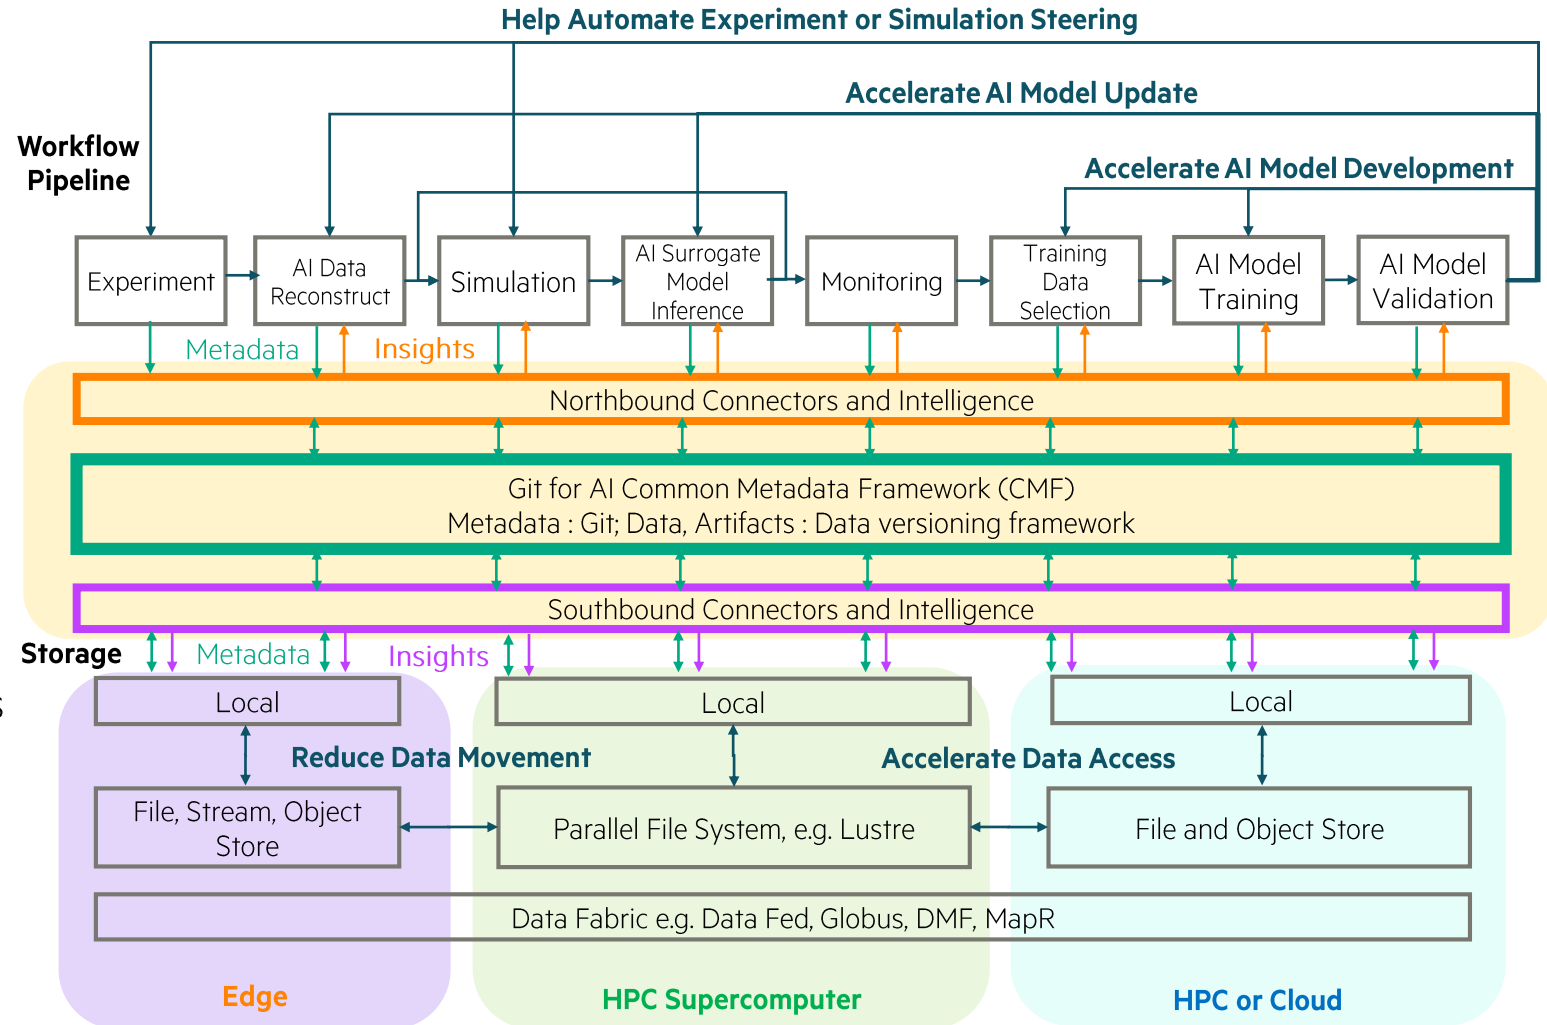 Help Automate Experiment or Simulation Steering
Accelerate AI Model Update
Workflow
Pipeline
Accelerate AI Model Development
Experiment
AI Data
Reconstruct
Simulation
AI Surrogate
Model
Inference
Monitoring
Training
Data
Selection
AI Model
Training
AI Model
Validation
Metadata
Insights
Northbound Connectors and Intelligence
Git for AI Common Metadata Framework (CMF)
Metadata : Git; Data, Artifacts : Data versioning framework
Southbound Connectors and Intelligence
Storage
Metadata
Insights
s
Local
Local
Local
Reduce Data Movement
Accelerate Data Access
File, Stream, Object
Store
Parallel File System, e.g. Lustre
File and Object Store
Data Fabric e.g. Data Fed, Globus, DMF, MapR
Edge
HPC Supercomputer
HPC or Cloud